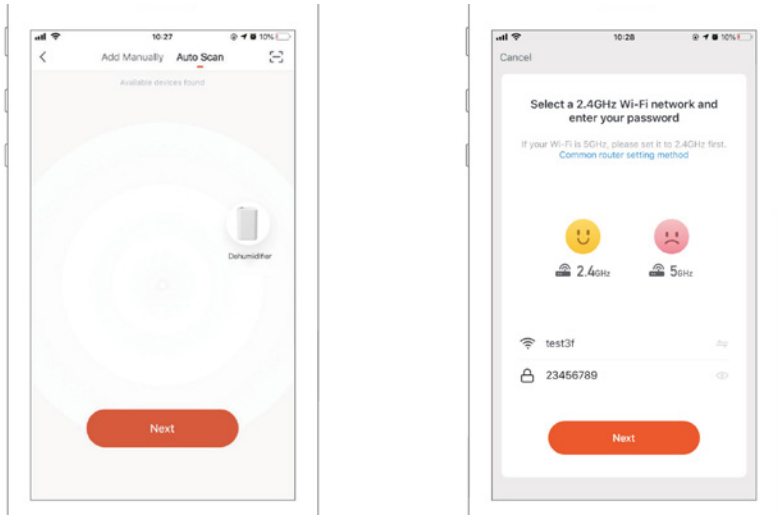 10:27
10%
Add Manually Auto Scan
Available devices found
Dehumidifier
Next
10:28
10%
Cancel
Select a 2.4GHz Wi-Fi network and
enter your password
If your Wi-Fi is 5GHz, please set it to 2.4GHz first.
Common router setting method
2.4GHz 5GHz
test3f
23456789
Next